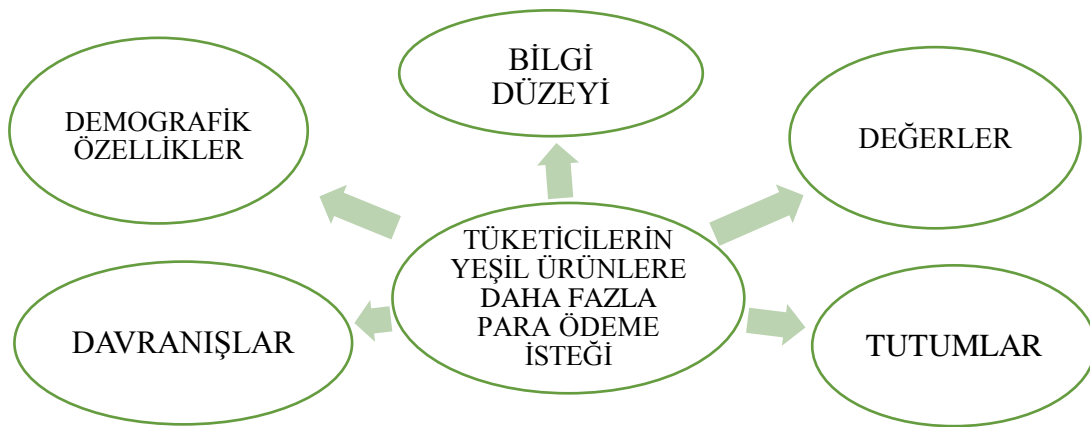 BİLGİ
DÜZEYİ
DEMOGRAFİK
ÖZELLİKLER
DEĞERLER
TÜKETİCİLERİN
YEŞİL ÜRÜNLERE
DAHA FAZLA
PARA ÖDEME
İSTEĞİ
DAVRANIŞLAR
TUTUMLAR